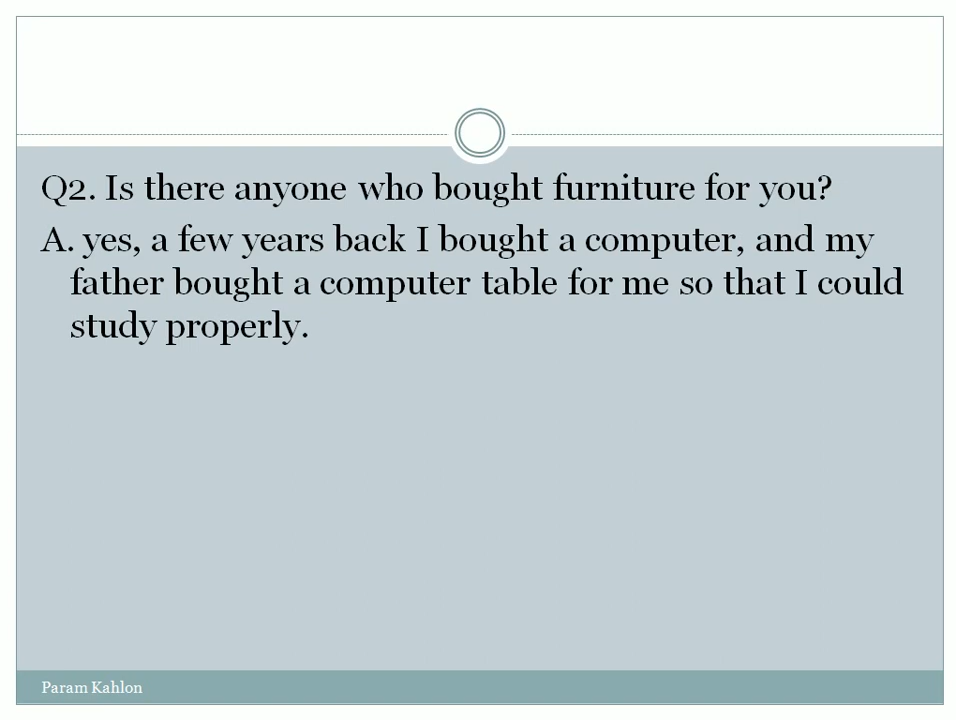 Q2. Is there anyone who bought furniture for you?
A. yes, a few years back I bought a computer, and my
father bought a computer table for me so that I could
study properly.
Param Kahlon